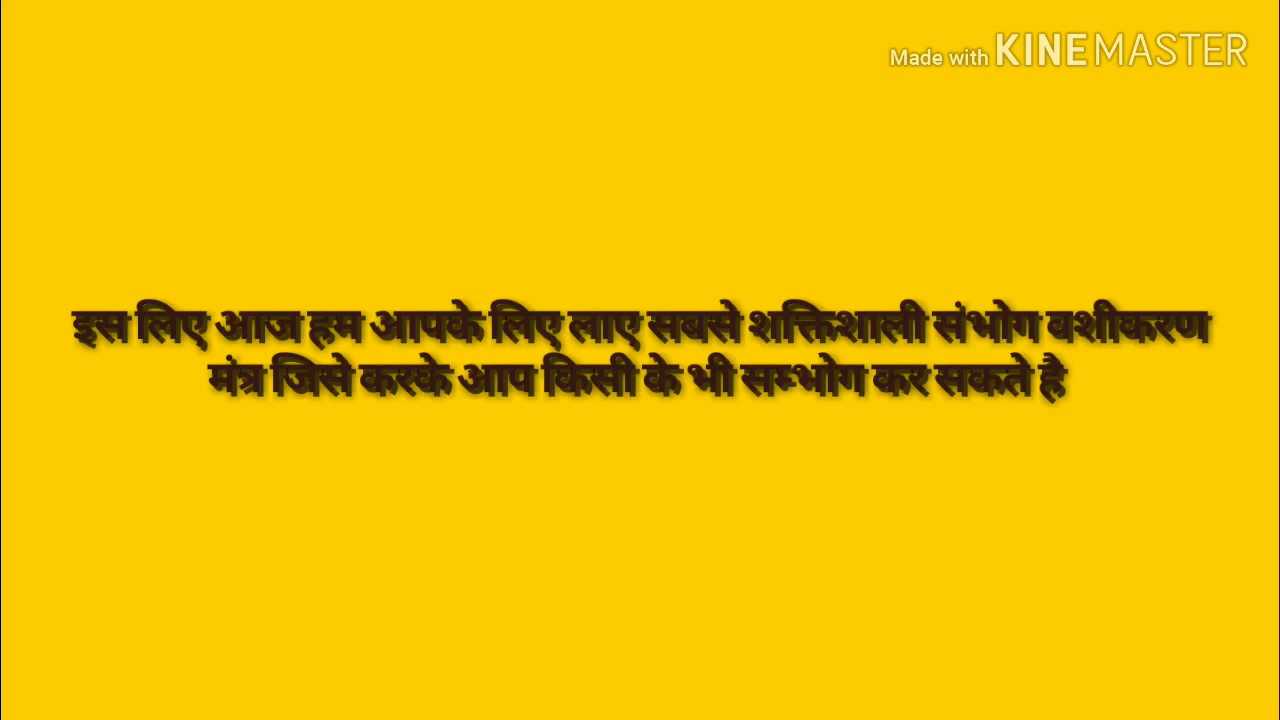 Made with KINEMASTER
इस लिए आज हम आपके लिए लाए सबसे शक्तिशाली संभोग वशीकरण
मंत्र जिसे करके आप किसी के भी सम्भोग कर सकते है